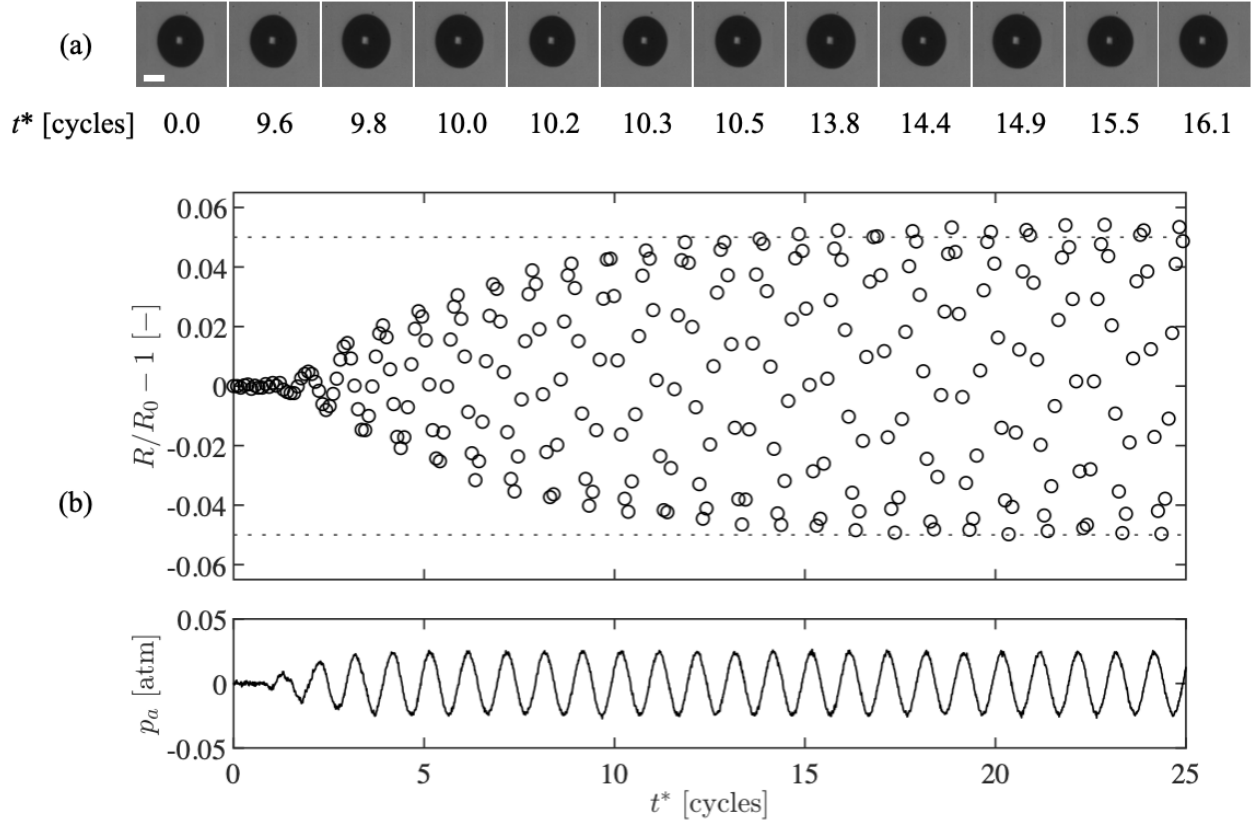 (a)
t* [cycles] 0.0 9.6 9.8 10.0 10.2 10.3 10.5 13.8 14.4 14.9 15.5 16.1
(b)
R/R₀ − 1 [−]
0.06
0.04
0.02
0
-0.02
-0.04
-0.06
pₐ [atm]
0.05
0
-0.05
0 5 10 15 20 25
t* [cycles]